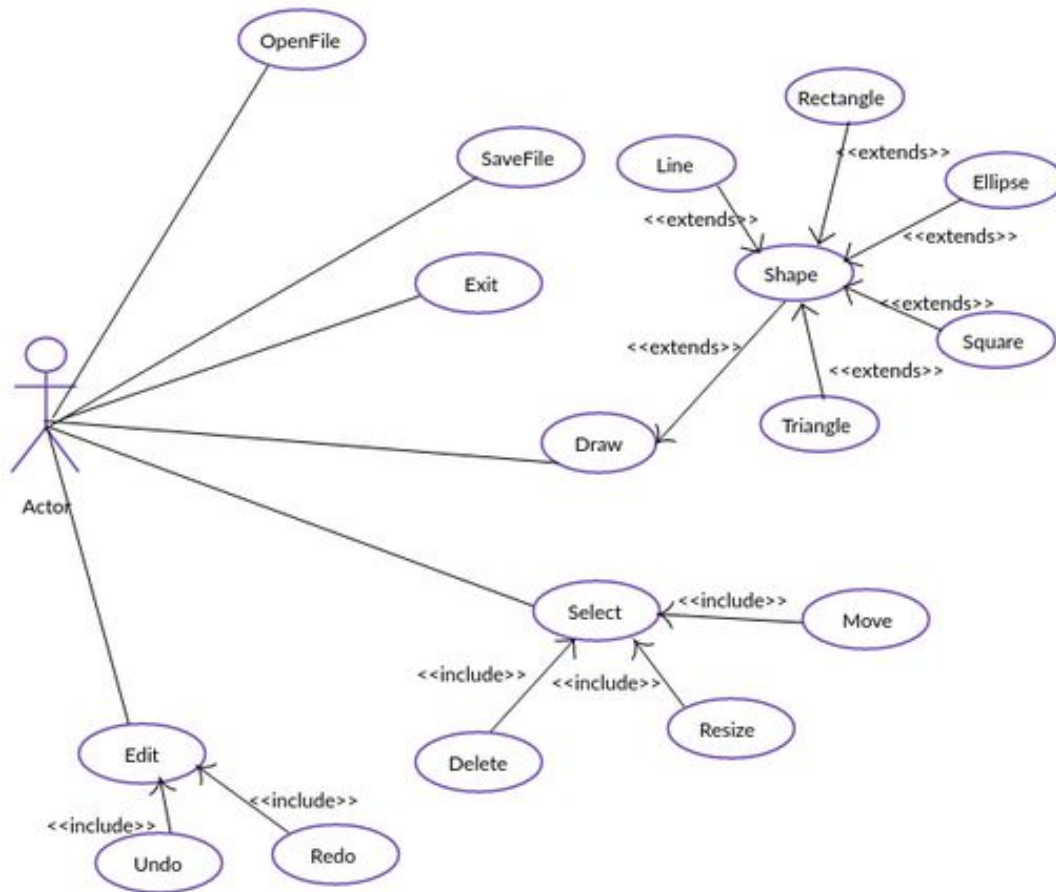 OpenFile
Rectangle
SaveFile
Line
<<extends>>
Ellipse
<<extends>>
<<extends>>
Shape
Exit
<<extends>>
Square
<<extends>>
<<extends>>
Triangle
Draw
Actor
Select
<<include>>
Move
<<include>>
<<include>>
Resize
Edit
Delete
<<include>>
<<include>>
Undo
Redo